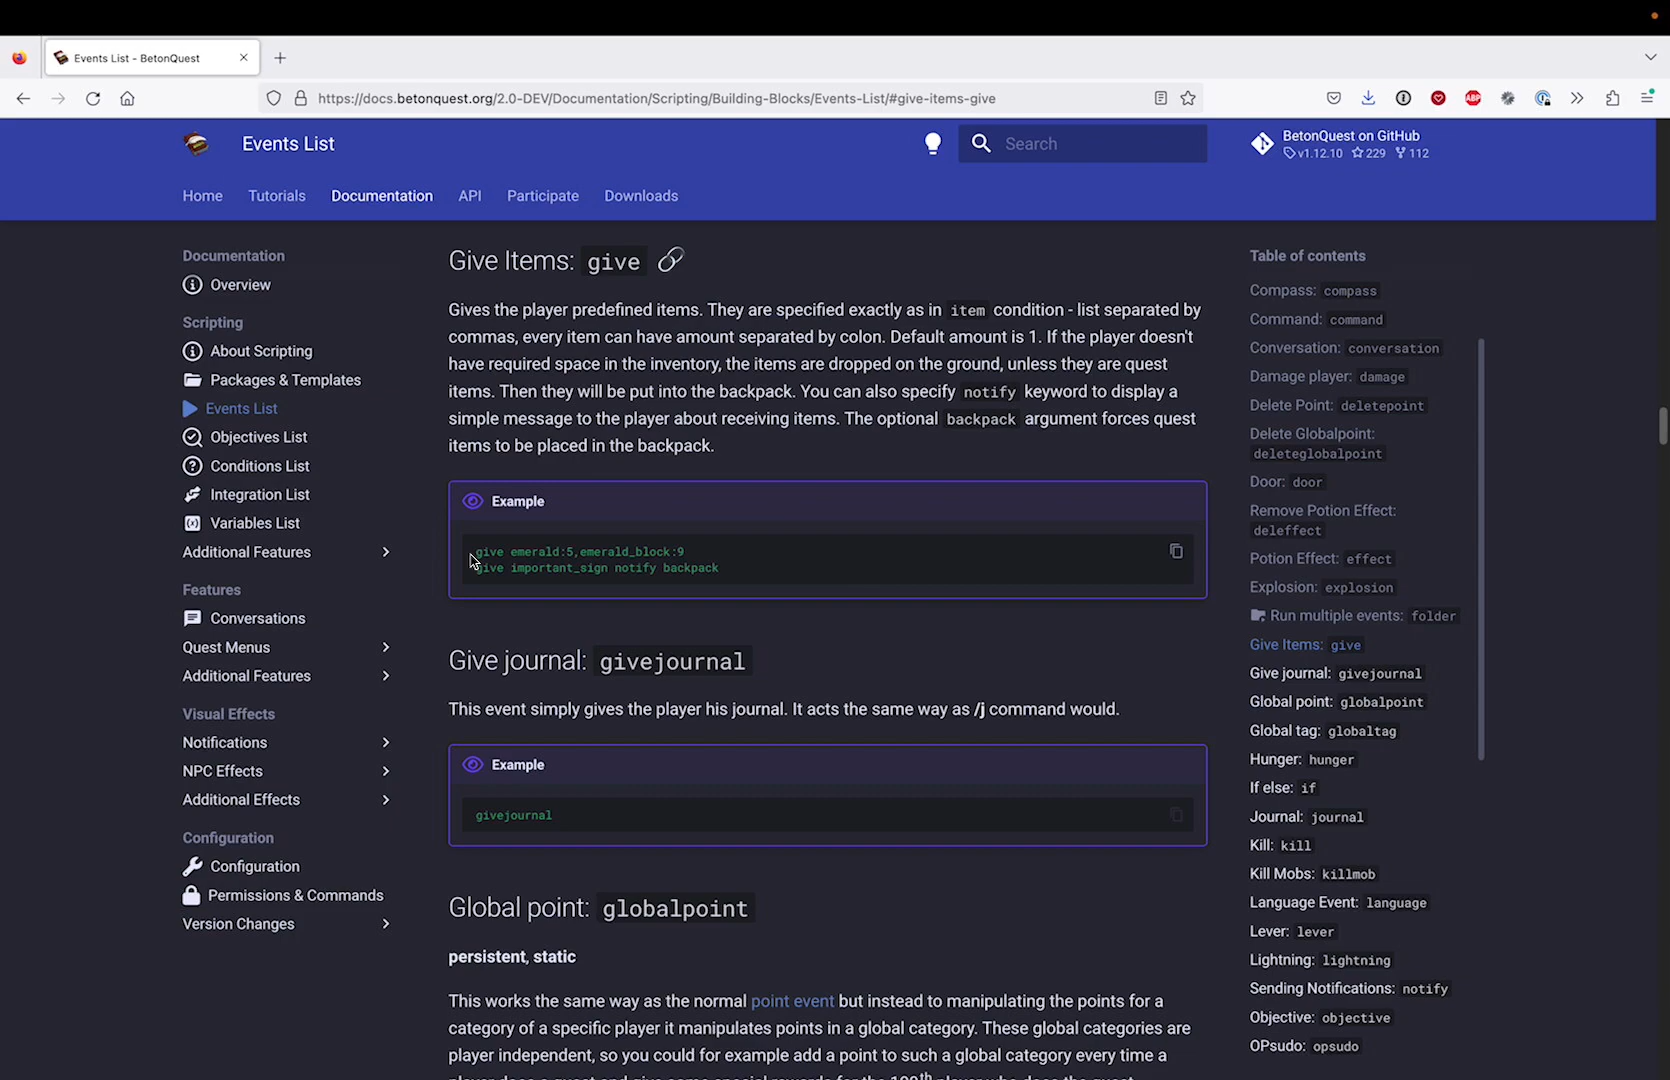 Events List - BetonQuest
https://docs.betonquest.org/2.0-DEV/Documentation/Scripting/Building-Blocks/Events-List/#give-items-give
ABP
Events List
Search
BetonQuest on GitHub
v1.12.10 229 112
Home Tutorials Documentation API Participate Downloads
Documentation
Overview
Scripting
About Scripting
Packages & Templates
Events List
Objectives List
Conditions List
Integration List
Variables List
Additional Features
Features
Conversations
Quest Menus
Additional Features
Visual Effects
Notifications
NPC Effects
Additional Effects
Configuration
Configuration
Permissions & Commands
Version Changes
Give Items: give
Gives the player predefined items. They are specified exactly as in item condition - list separated by
commas, every item can have amount separated by colon. Default amount is 1. If the player doesn't
have required space in the inventory, the items are dropped on the ground, unless they are quest
items. Then they will be put into the backpack. You can also specify notify keyword to display a
simple message to the player about receiving items. The optional backpack argument forces quest
items to be placed in the backpack.
Example
give emerald:5,emerald_block:9
give important_sign notify backpack
Give journal: givejournal
This event simply gives the player his journal. It acts the same way as /j command would.
Example
givejournal
Global point: globalpoint
persistent, static
This works the same way as the normal point event but instead to manipulating the points for a
category of a specific player it manipulates points in a global category. These global categories are
player independent, so you could for example add a point to such a global category every time a
Table of contents
Compass: compass
Command: command
Conversation: conversation
Damage player: damage
Delete Point: deletepoint
Delete Globalpoint:
deleteglobalpoint
Door: door
Remove Potion Effect:
deleffect
Potion Effect: effect
Explosion: explosion
Run multiple events: folder
Give Items: give
Give journal: givejournal
Global point: globalpoint
Global tag: globaltag
Hunger: hunger
If else: if
Journal: journal
Kill: kill
Kill Mobs: killmob
Language Event: language
Lever: lever
Lightning: lightning
Sending Notifications: notify
Objective: objective
OPsudo: opsudo